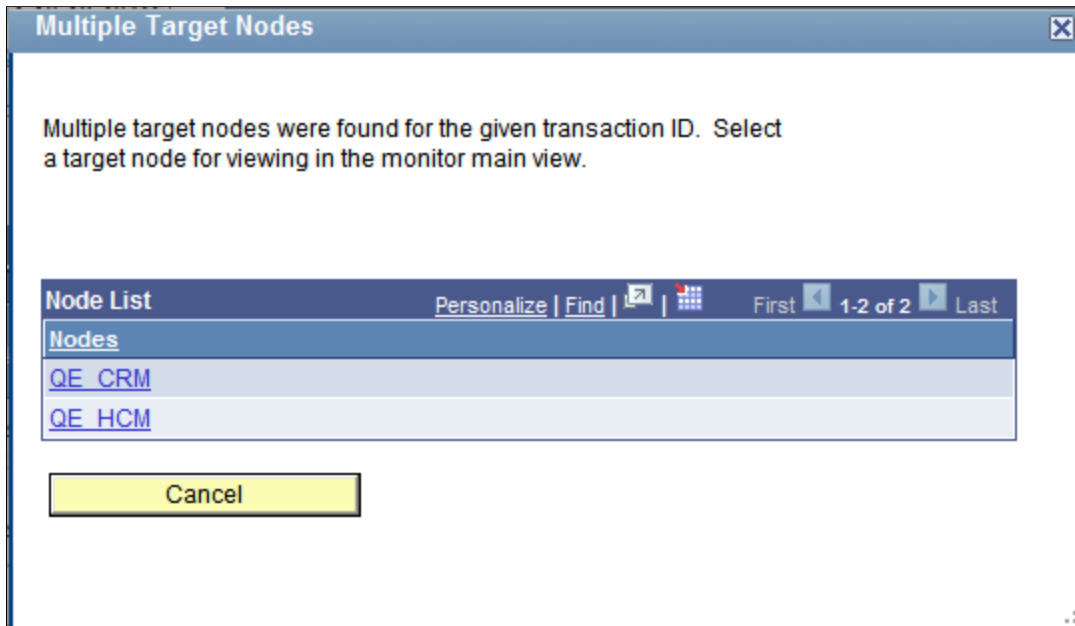 Multiple Target Nodes
Multiple target nodes were found for the given transaction ID.  Select
a target node for viewing in the monitor main view.
Node List Personalize | Find | | First 1-2 of 2 Last
Nodes
QE_CRM
QE_HCM
Cancel